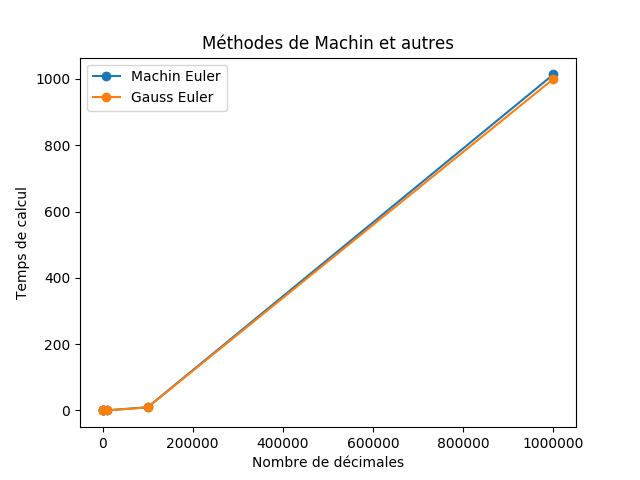 Méthodes de Machin et autres
Machin Euler
Gauss Euler
Temps de calcul
1000
800
600
400
200
0
0 200000 400000 600000 800000 1000000
Nombre de décimales